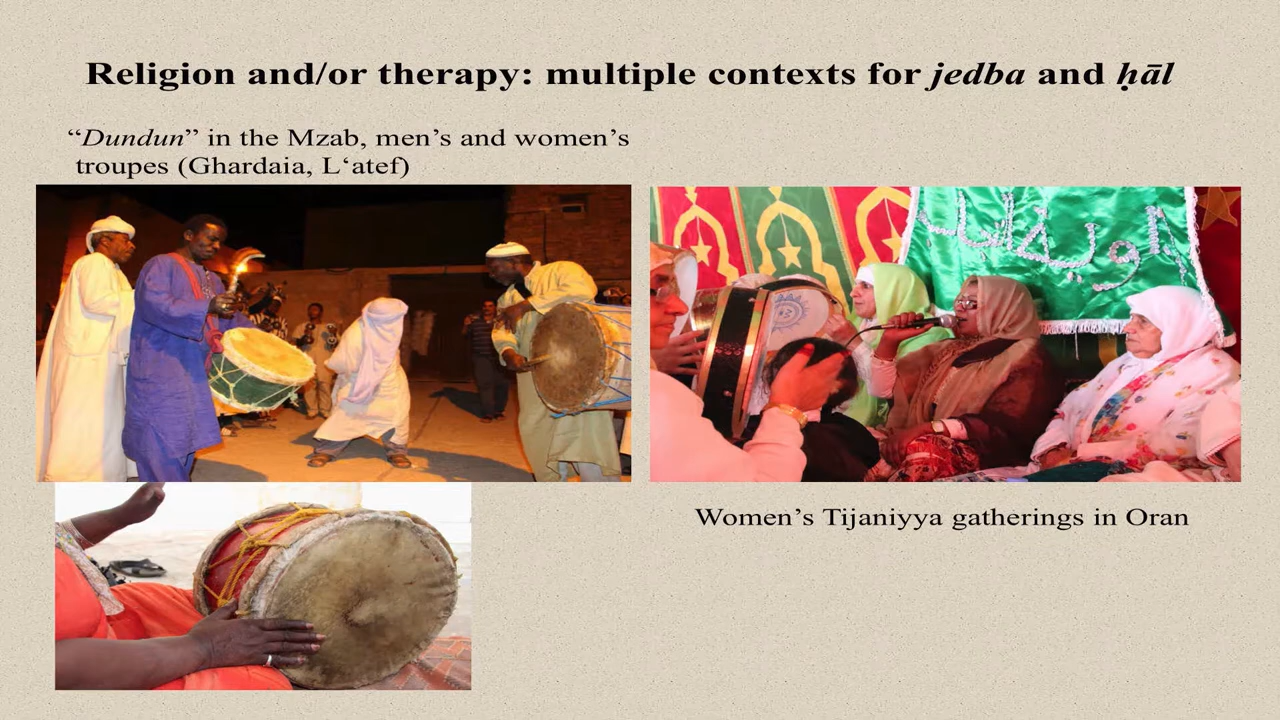 Religion and/or therapy: multiple contexts for jedba and ḥāl
“Dundun” in the Mzab, men’s and women’s
troupes (Ghardaia, L‘atef)
Women’s Tijaniyya gatherings in Oran